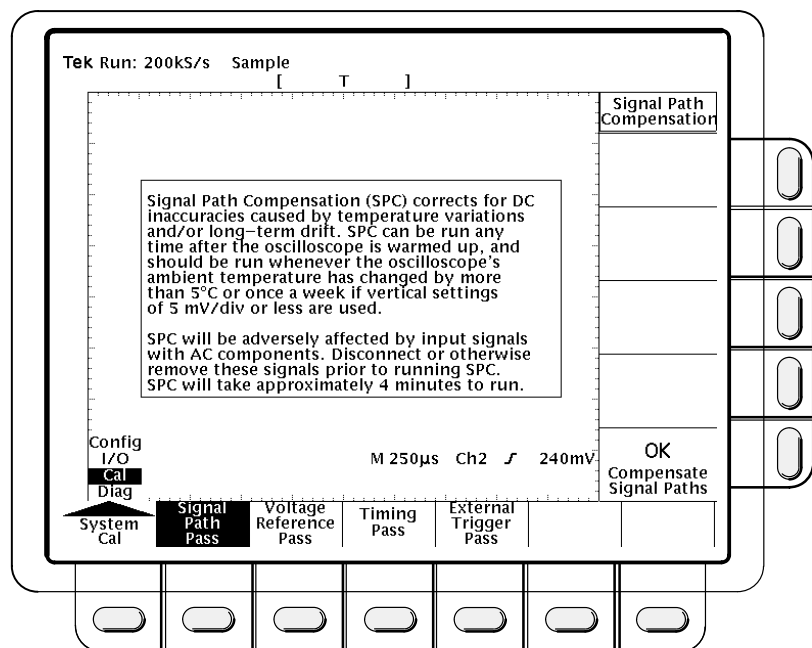 Tek Run: 200kS/s Sample
[ T ]
Signal Path
Compensation
Signal Path Compensation (SPC) corrects for DC
inaccuracies caused by temperature variations
and/or long–term drift. SPC can be run any
time after the oscilloscope is warmed up, and
should be run whenever the oscilloscope's
ambient temperature has changed by more
than 5°C or once a week if vertical settings
of 5 mV/div or less are used.
SPC will be adversely affected by input signals
with AC components. Disconnect or otherwise
remove these signals prior to running SPC.
SPC will take approximately 4 minutes to run.
Config
I/O
Cal
Diag
M 250µs Ch2 240mV
OK
Compensate
Signal Paths
System
Cal
Signal
Path
Pass
Voltage
Reference
Pass
Timing
Pass
External
Trigger
Pass